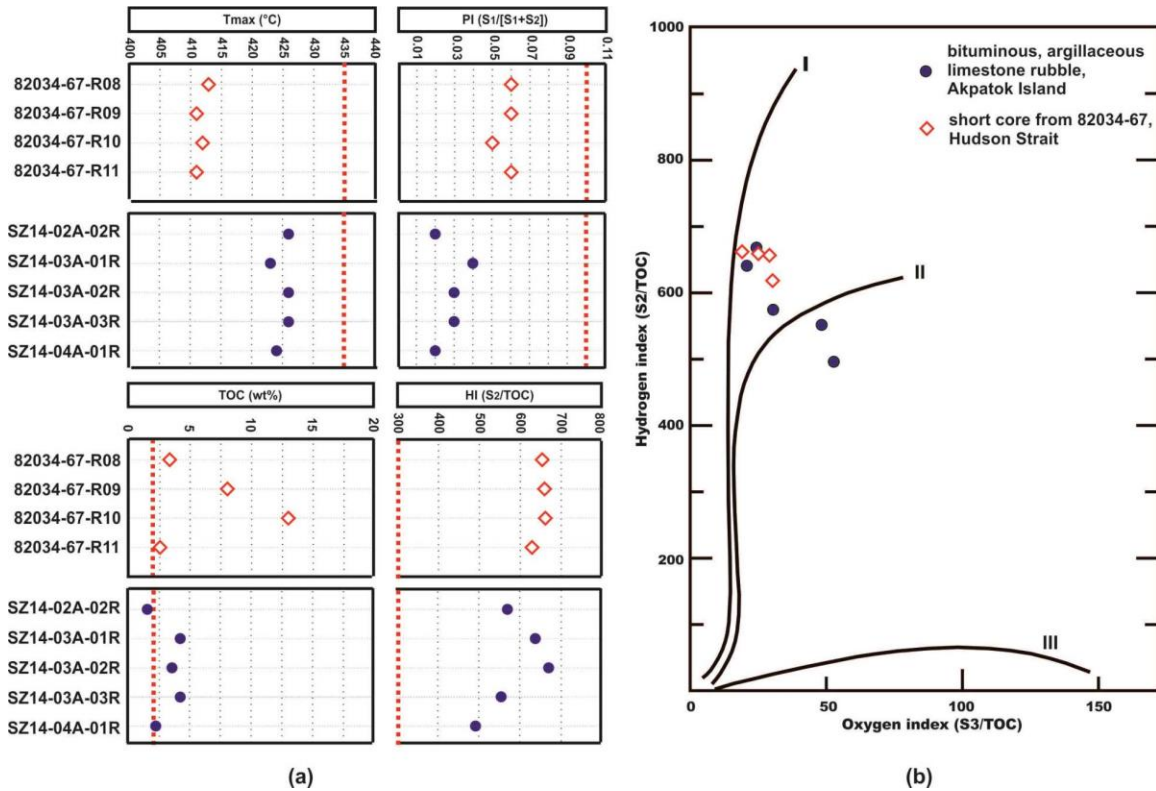 Tmax (°C)
400 405 410 413 415 420 425 430 435 440
PI (S1/[S1+S2])
0.01 0.03 0.05 0.06 0.07 0.09 0.10 0.11
82034-67-R08
82034-67-R09
82034-67-R10
82034-67-R11
SZ14-02A-02R
SZ14-03A-01R
SZ14-03A-02R
SZ14-03A-03R
SZ14-04A-01R
TOC (wt%)
0 5 10 15 20
HI (S2/TOC)
300 400 500 600 700 800
82034-67-R08
82034-67-R09
82034-67-R10
82034-67-R11
SZ14-02A-02R
SZ14-03A-01R
SZ14-03A-02R
SZ14-03A-03R
SZ14-04A-01R
(a)
1000
800
600
400
200
0 50 100 150
Hydrogen index (S2/TOC)
Oxygen index (S3/TOC)
I
II
III
bituminous, argillaceous
limestone rubble,
Akpatok Island
short core from 82034-67,
Hudson Strait
(b)